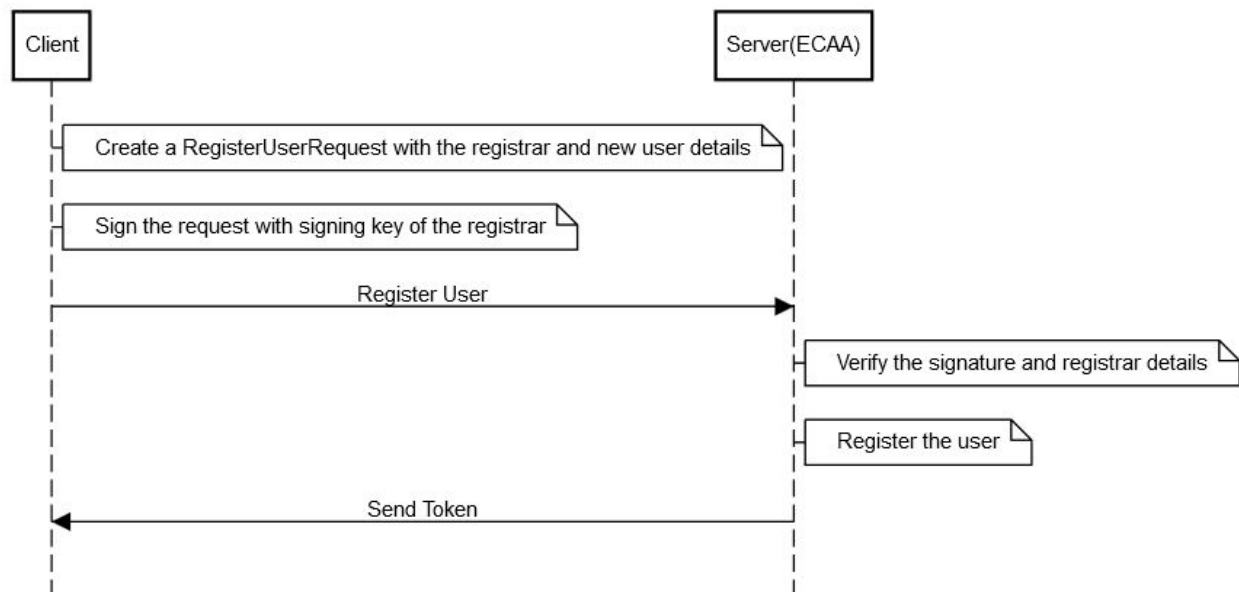 Client
Server(ECAA)
Create a RegisterUserRequest with the registrar and new user details
Sign the request with signing key of the registrar
Register User
Verify the signature and registrar details
Register the user
Send Token